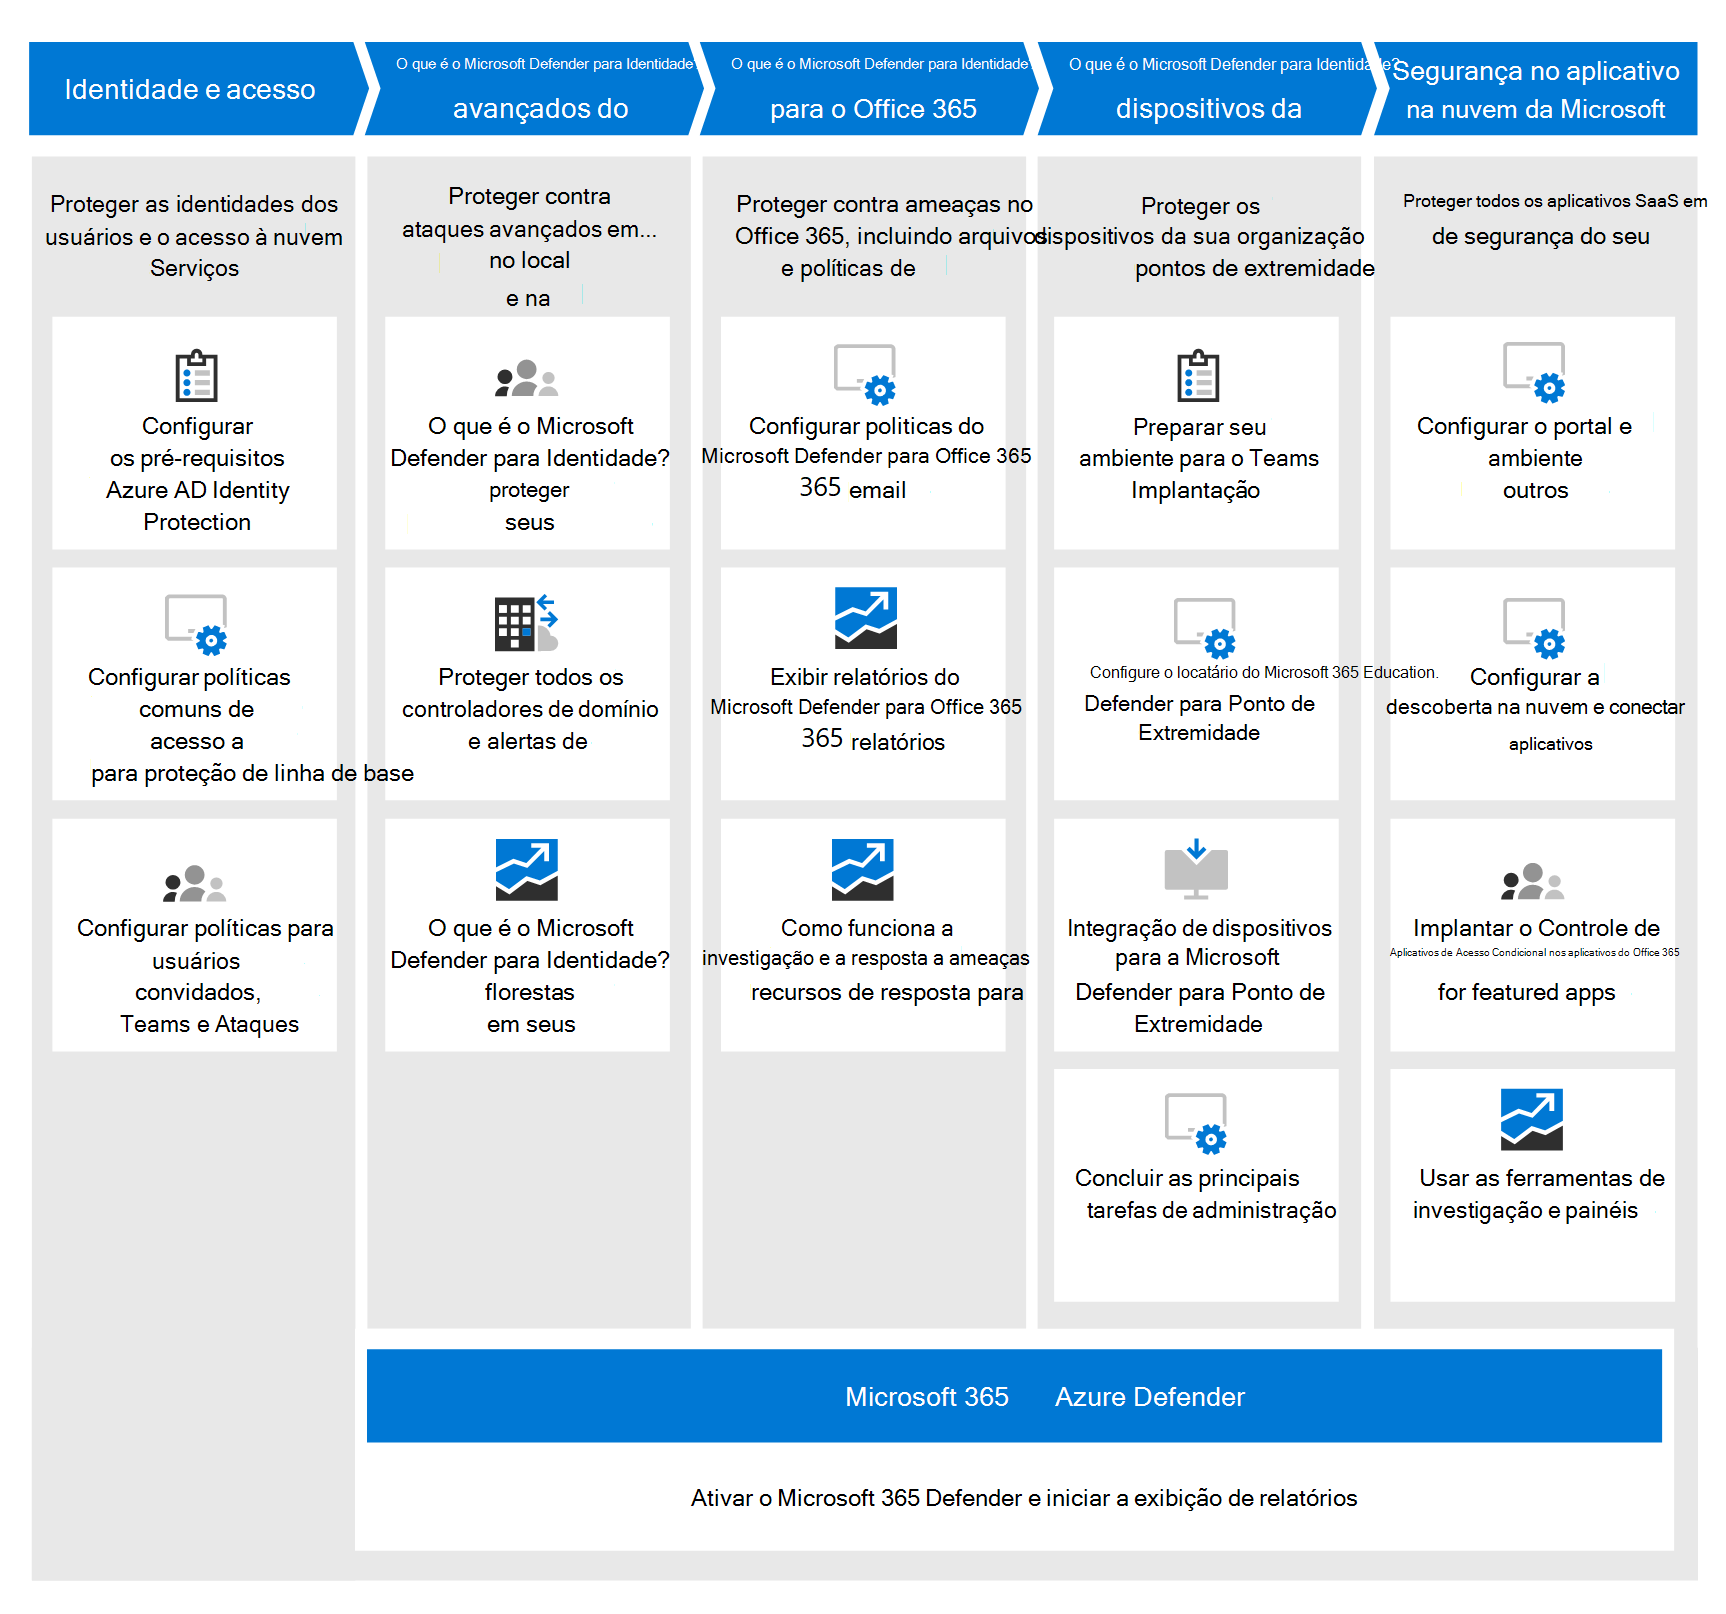 Identidade e acesso
O que é o Microsoft Defender para Identidade?
avançados do
O que é o Microsoft Defender para Identidade?
para o Office 365
O que é o Microsoft Defender para Identidade?
dispositivos da
Segurança no aplicativo
na nuvem da Microsoft
Proteger as identidades dos
usuários e o acesso à nuvem
Serviços
Configurar
os pré-requisitos
Azure AD Identity
Protection
Configurar políticas
comuns de
acesso a
para proteção de linha de base
Configurar políticas para
usuários
convidados,
Teams e Ataques
Proteger contra
ataques avançados em...
no local
e na
O que é o Microsoft
Defender para Identidade?
proteger
seus
Proteger todos os
controladores de domínio
e alertas de
O que é o Microsoft
Defender para Identidade?
florestas
em seus
Proteger contra ameaças no
Office 365, incluindo arquivos
e políticas de
Configurar politicas do
Microsoft Defender para Office 365
365 email
Exibir relatórios do
Microsoft Defender para Office 365
365 relatórios
Como funciona a
investigação e a resposta a ameaças
recursos de resposta para
Proteger os
dispositivos da sua organização
pontos de extremidade
Preparar seu
ambiente para o Teams
Implantação
Configure o locatário do Microsoft 365 Education.
Defender para Ponto de
Extremidade
Integração de dispositivos
para a Microsoft
Defender para Ponto de
Extremidade
Concluir as principais
tarefas de administração
Proteger todos os aplicativos SaaS em
de segurança do seu
Configurar o portal e
ambiente
outros
Configurar a
descoberta na nuvem e conectar
aplicativos
Implantar o Controle de
Aplicativos de Acesso Condicional nos aplicativos do Office 365
for featured apps
Usar as ferramentas de
investigação e painéis
Microsoft 365 Azure Defender
Ativar o Microsoft 365 Defender e iniciar a exibição de relatórios